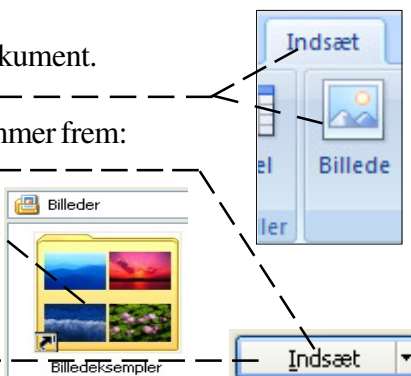 Indsæt
kument.
mmer frem:
el
Billede
ler
Billeder
Billedeksempler
Indsæt